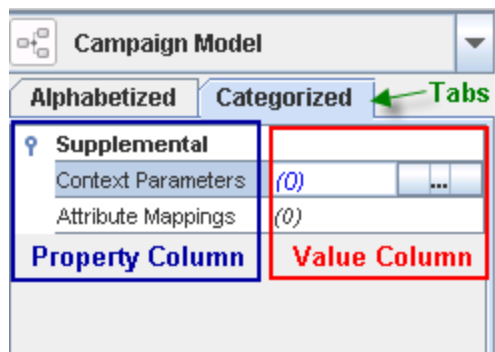 Campaign Model
Alphabetized Categorized Tabs
Supplemental
Context Parameters (0) ...
Attribute Mappings (0)
Property Column Value Column